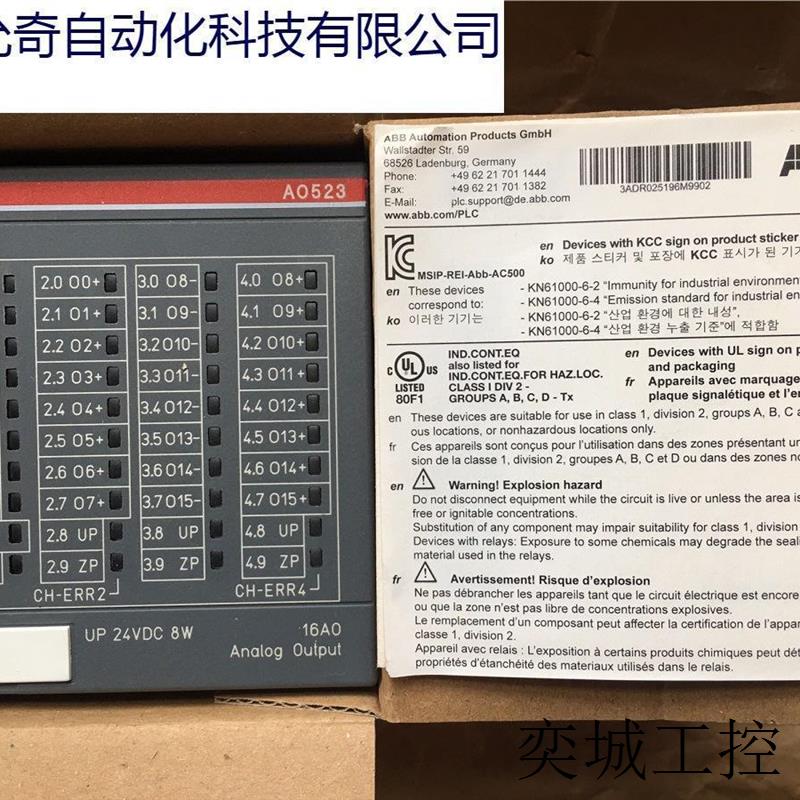 奇自动化科技有限公司
AO523
2.0 O0+ 3.0 O8- 4.0 O8+
2.1 O1+ 3.1 O9- 4.1 O9+
2.2 O2+ 3.2 O10- 4.2 O10+
2.3 O3+ 3.3 O11- 4.3 O11+
2.4 O4+ 3.4 O12- 4.4 O12+
2.5 O5+ 3.5 O13- 4.5 O13+
2.6 O6+ 3.6 O14- 4.6 O14+
2.7 O7+ 3.7 O15- 4.7 O15+
2.8 UP 3.8 UP 4.8 UP
2.9 ZP 3.9 ZP 4.9 ZP
CH-ERR2 CH-ERR4
UP 24VDC 8W 16AO
Analog Output
ABB Automation Products GmbH
Wallstadter Str. 59
68526 Ladenburg, Germany
Phone: +49 62 21 701 1444
Fax: +49 62 21 701 1382
E-Mail: plc.support@de.abb.com
www.abb.com/PLC
3ADR025196M9902
MSIP-REI-Abb-AC500
en Devices with KCC sign on product sticker
ko 제품 스티커 및 포장에 KCC 표시가 된 기기
en These devices correspond to:
- KN61000-6-2 "Immunity for industrial environment
- KN61000-6-4 "Emission standard for industrial en
ko 이러한 기기는
- KN61000-6-2 "산업 환경에 대한 내성",
- KN61000-6-4 "산업 환경 누출 기준"에 적합함
C UL US
LISTED
80F1
IND.CONT.EQ
also listed for
IND.CONT.EQ.FOR HAZ.LOC.
CLASS I DIV 2 -
GROUPS A, B, C, D - Tx
en Devices with UL sign on p
and packaging
fr Appareils avec marquage
plaque signalétique et l'em
en These devices are suitable for use in class 1, division 2, groups A, B, C a
ous locations, or nonhazardous locations only.
fr Ces appareils sont conçus pour l'utilisation dans des zones présentant u
sion de la classe 1, division 2, groupes A, B, C et D ou dans des zones no
en Warning! Explosion hazard
Do not disconnect equipment while the circuit is live or unless the area is
free or ignitable concentrations.
Substitution of any component may impair suitability for class 1, division
Devices with relays: Exposure to some chemicals may degrade the seali
material used in the relays.
fr Avertissement! Risque d'explosion
Ne pas débrancher les appareils tant que le circuit électrique est encore
ou que la zone n'est pas libre de concentrations explosives.
Le remplacement d'un composant peut affecter la certification de l'appar
classe 1, division 2.
Appareil avec relais : L'exposition à certains produits chimiques peut dét
propriétés d'étanchéité des matériaux utilisés dans le relais.
奕城工控